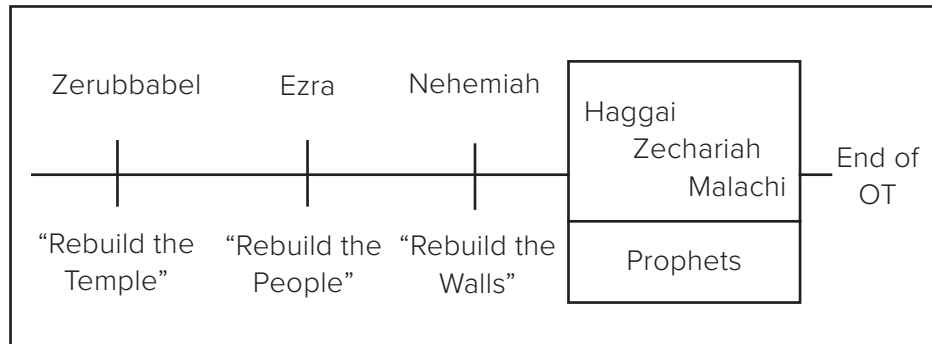 Zerubbabel
Ezra
Nehemiah
Haggai
Zechariah
Malachi
End of
OT
“Rebuild the
Temple”
“Rebuild the
People”
“Rebuild the
Walls”
Prophets